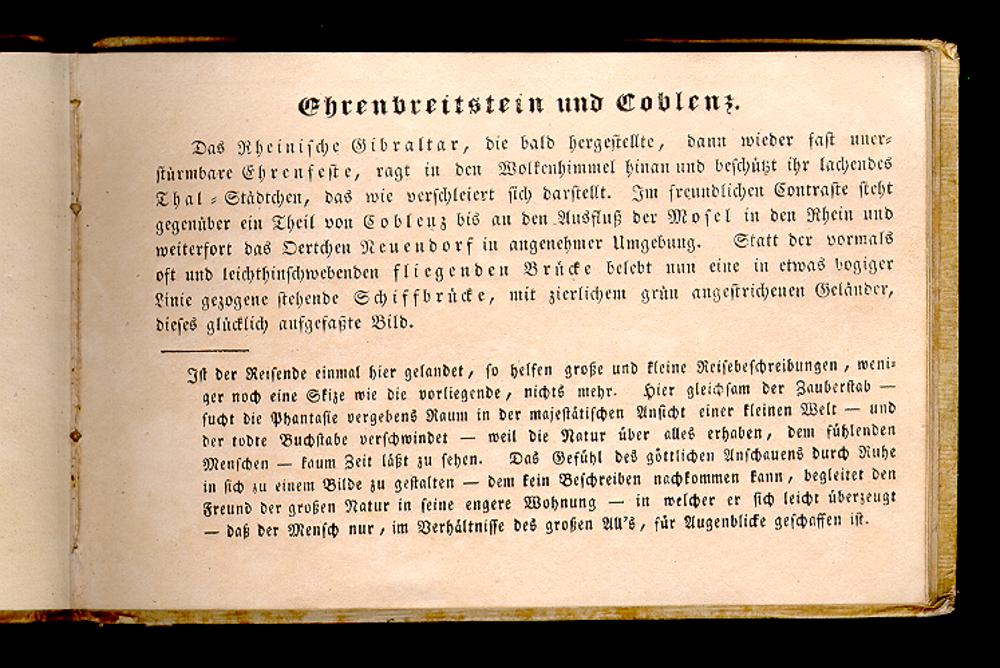 Ehrenbreitstein und Coblenz.
Das Rheinische Gibraltar, die bald hergestellte, dann wieder fast uner⸗
stürmbare Ehrenfeste, ragt in den Wolkenhimmel hinan und beschützt ihr lachendes
Thal⸗Städtchen, das wie verschleiert sich darstellt. Im freundlichen Contraste steht
gegenüber ein Theil von Coblenz bis an den Ausfluß der Mosel in den Rhein und
weiterfort das Oertchen Neuendorf in angenehmer Umgebung. Statt der vormals
oft und leichthinschwebenden fliegenden Brücke belebt nun eine in etwas bogiger
Linie gezogene stehende Schiffbrücke, mit zierlichem grün angestrichenen Geländer,
dieses glücklich aufgefaßte Bild.
Ist der Reisende einmal hier gelandet, so helfen große und kleine Reisebeschreibungen, weni⸗
ger noch eine Skize wie die vorliegende, nichts mehr. Hier gleichsam der Zauberstab —
sucht die Phantasie vergebens Raum in der majestätischen Ansicht einer kleinen Welt — und
der todte Buchstabe verschwindet — weil die Natur über alles erhaben, dem fühlenden
Menschen — kaum Zeit läßt zu sehen. Das Gefühl des göttlichen Anschauens durch Ruhe
in sich zu einem Bilde zu gestalten — dem kein Beschreiben nachkommen kann, begleitet den
Freund der großen Natur in seine engere Wohnung — in welcher er sich leicht überzeugt
— daß der Mensch nur, im Verhältnisse des großen All's, für Augenblicke geschaffen ist.